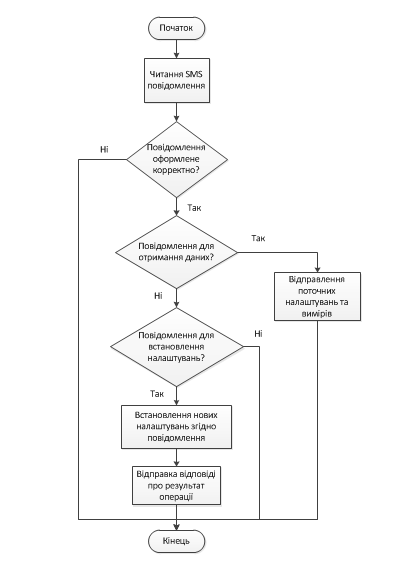 Початок
Читання SMS
повідомлення
Повідомлення
оформлене
корректно?
Ні
Так
Повідомлення для
отримання даних?
Так
Відправлення
поточних
налаштувань та
вимірів
Ні
Повідомлення для
встановлення
налаштувань?
Ні
Так
Встановлення нових
налаштувань згідно
повідомлення
Відправка відповіді
про результат
операції
Кінець